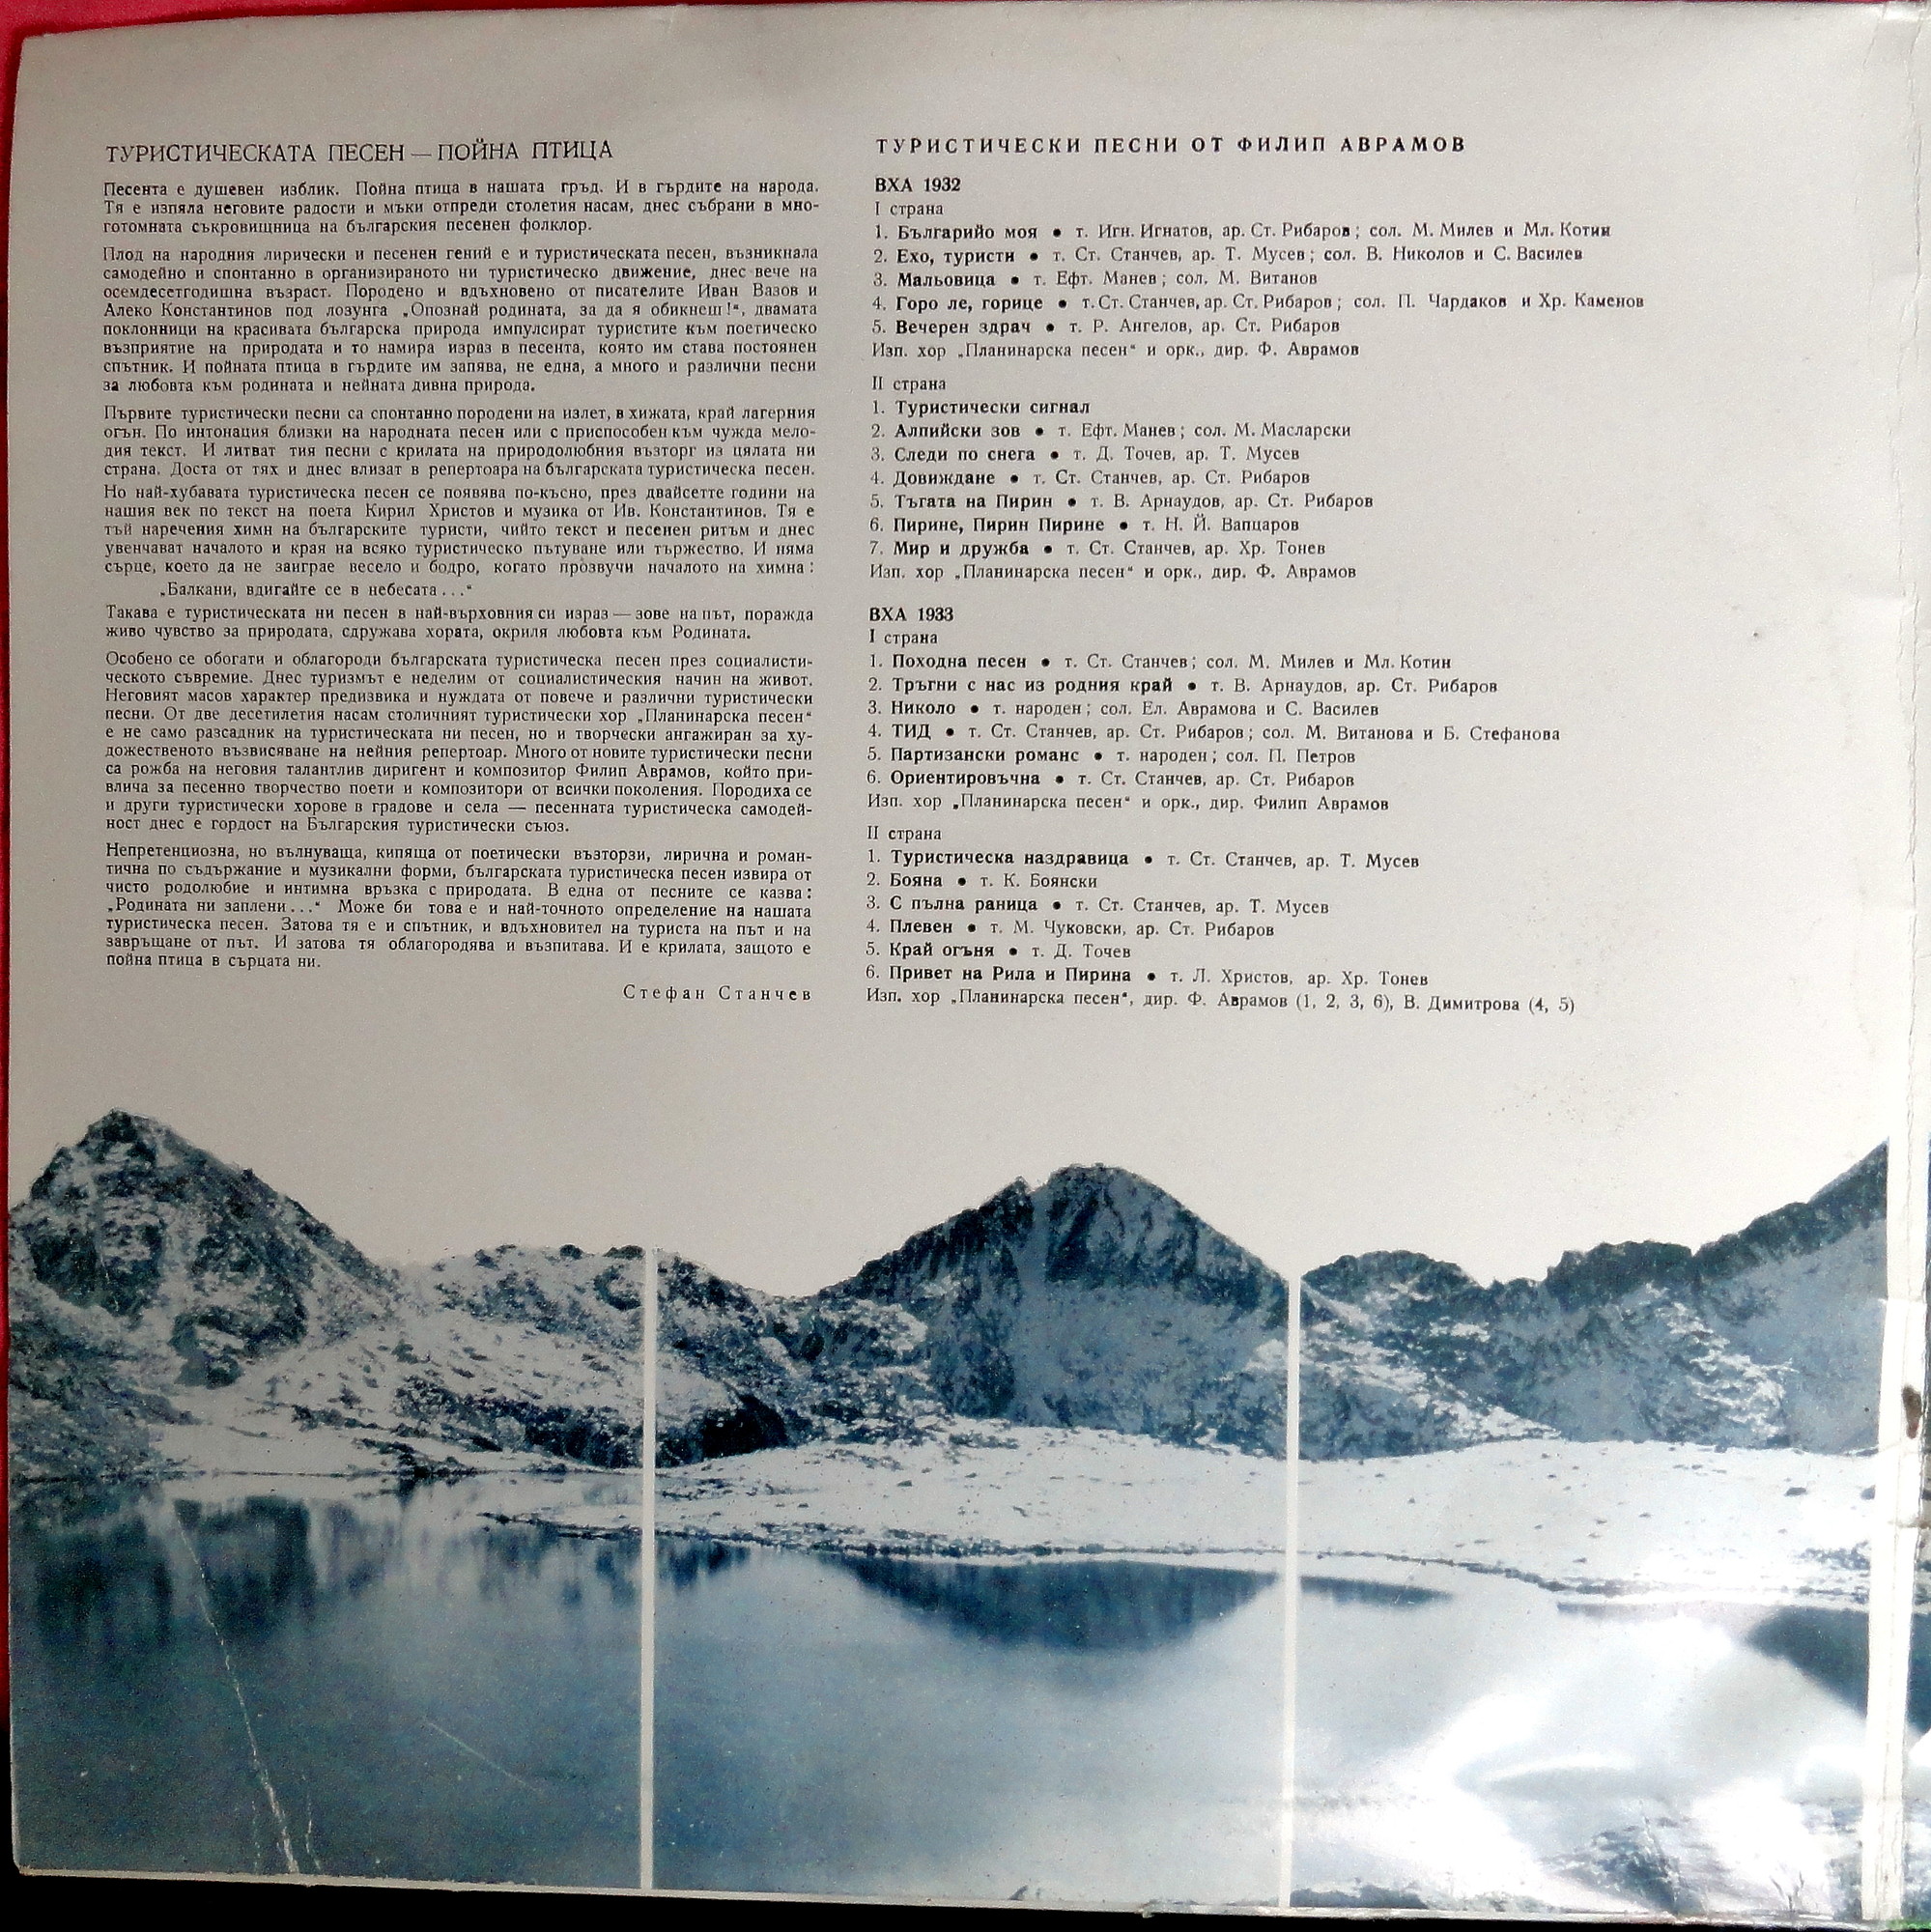 ТУРИСТИЧЕСКАТА ПЕСЕН — ПОЙНА ПТИЦА
Песента е душевен изблик. Пойна птица в нашата гръд. И в гърдите на народа.
Тя е изпяла неговите радости и мъки отпреди столетия насам, днес събрани в мно-
готомната съкровищница на българския песенен фолклор.
Плод на народния лирически и песенен гений е и туристическата песен, възникнала
самодейно и спонтанно в организираното ни туристическо движение, днес вече на
осемдесетгодишна възраст. Породено и вдъхновено от писателите Иван Вазов и
Алеко Константинов под лозунга „Опознай родината, за да я обикнеш!“, двамата
поклонници на красивата българска природа импулсират туристите към поетическо
възприятие на природата и то намира израз в песента, която им става постоянен
спътник. И пойната птица в гърдите им запява, не една, а много и различни песни
за любовта към родината и нейната дивна природа.
Първите туристически песни са спонтанно породени на излет, в хижата, край лагерния
огън. По интонация близки на народната песен или с приспособен към чужда мело-
дия текст. И литват тия песни с крилата на природолюбния възторг из цялата ни
страна. Доста от тях и днес влизат в репертоара на българската туристическа песен.
Но най-хубавата туристическа песен се появява по-късно, през двайсетте години на
нашия век по текст на поета Кирил Христов и музика от Ив. Константинов. Тя е
тъй наречения химн на българските туристи, чийто текст и песенен ритъм и днес
увенчават началото и края на всяко туристическо пътуване или тържество. И няма
сърце, което да не заиграе весело и бодро, когато прозвучи началото на химна:
„Балкани, вдигайте се в небесата...“
Такава е туристическата ни песен в най-върховния си израз — зове на път, поражда
живо чувство за природата, сдружава хората, окриля любовта към Родината.
Особено се обогати и облагороди българската туристическа песен през социалисти-
ческото съвремие. Днес туризмът е неделим от социалистическия начин на живот.
Неговият масов характер предизвика и нуждата от повече и различни туристически
песни. От две десетилетия насам столичният туристически хор „Планинарска песен“
е не само разсадник на туристическата ни песен, но и творчески ангажиран за ху-
дожественото възвисяване на нейния репертоар. Много от новите туристически песни
са рожба на неговия талантлив диригент и композитор Филип Аврамов, който при-
влича за песенно творчество поети и композитори от всички поколения. Породиха се
и други туристически хорове в градове и села — песенната туристическа самодей-
ност днес е гордост на Българския туристически съюз.
Непретенциозна, но вълнуваща, кипяща от поетически възторзи, лирична и роман-
тична по съдържание и музикални форми, българската туристическа песен извира от
чисто родолюбие и интимна връзка с природата. В една от песните се казва:
„Родината ни заплени...“ Може би това е и най-точното определение на нашата
туристическа песен. Затова тя е и спътник, и вдъхновител на туриста на път и на
завръщане от път. И затова тя облагородява и възпитава. И е крилата, защото е
пойна птица в сърцата ни.
Стефан Станчев
ТУРИСТИЧЕСКИ ПЕСНИ ОТ ФИЛИП АВРАМОВ
ВХА 1932
I страна
1. Българийо моя • т. Игн. Игнатов, ар. Ст. Рибаров; сол. М. Милев и Мл. Котин
2. Ехо, туристи • т. Ст. Станчев, ар. Т. Мусев; сол. В. Николов и С. Василев
3. Мальовица • т. Ефт. Манев; сол. М. Витанов
4. Горо ле, горице • т. Ст. Станчев, ар. Ст. Рибаров; сол. П. Чардаков и Хр. Каменов
5. Вечерен здрач • т. Р. Ангелов, ар. Ст. Рибаров
Изп. хор „Планинарска песен“ и орк., дир. Ф. Аврамов
II страна
1. Туристически сигнал
2. Алпийски зов • т. Ефт. Манев; сол. М. Масларски
3. Следи по снега • т. Д. Точев, ар. Т. Мусев
4. Довиждане • т. Ст. Станчев, ар. Ст. Рибаров
5. Тъгата на Пирин • т. В. Арнаудов, ар. Ст. Рибаров
6. Пирине, Пирин Пирине • т. Н. Й. Вапцаров
7. Мир и дружба • т. Ст. Станчев, ар. Хр. Тонев
Изп. хор „Планинарска песен“ и орк., дир. Ф. Аврамов
ВХА 1933
I страна
1. Походна песен • т. Ст. Станчев; сол. М. Милев и Мл. Котин
2. Тръгни с нас из родния край • т. В. Арнаудов, ар. Ст. Рибаров
3. Николо • т. народен; сол. Ел. Аврамова и С. Василев
4. ТИД • т. Ст. Станчев, ар. Ст. Рибаров; сол. М. Витанова и Б. Стефанова
5. Партизански романс • т. народен; сол. П. Петров
6. Ориентировъчна • т. Ст. Станчев, ар. Ст. Рибаров
Изп. хор „Планинарска песен“ и орк., дир. Филип Аврамов
II страна
1. Туристическа наздравица • т. Ст. Станчев, ар. Т. Мусев
2. Бояна • т. К. Боянски
3. С пълна раница • т. Ст. Станчев, ар. Т. Мусев
4. Плевен • т. М. Чуковски, ар. Ст. Рибаров
5. Край огъня • т. Д. Точев
6. Привет на Рила и Пирина • т. Л. Христов, ар. Хр. Тонев
Изп. хор „Планинарска песен“, дир. Ф. Аврамов (1, 2, 3, 6), В. Димитрова (4, 5)